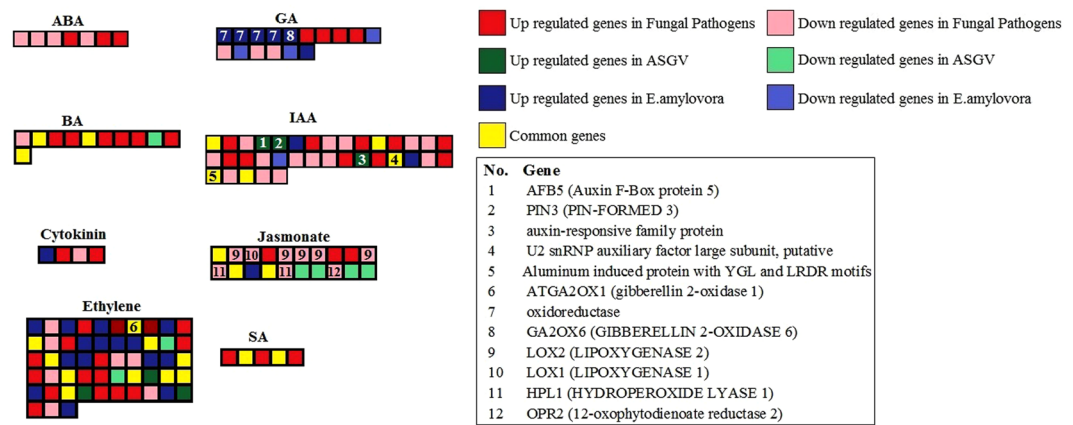 ABA
GA
7 7 7 7 8
BA
IAA
1 2
3 4
5
Cytokinin
Jasmonate
9 10 9 9 9 9
11 11 12
Ethylene
6
SA
Up regulated genes in Fungal Pathogens
Down regulated genes in Fungal Pathogens
Up regulated genes in ASGV
Down regulated genes in ASGV
Up regulated genes in E.amylovora
Down regulated genes in E.amylovora
Common genes
No. Gene
1 AFB5 (Auxin F-Box protein 5)
2 PIN3 (PIN-FORMED 3)
3 auxin-responsive family protein
4 U2 snRNP auxiliary factor large subunit, putative
5 Aluminum induced protein with YGL and LRDR motifs
6 ATGA2OX1 (gibberellin 2-oxidase 1)
7 oxidoreductase
8 GA2OX6 (GIBBERELLIN 2-OXIDASE 6)
9 LOX2 (LIPOXYGENASE 2)
10 LOX1 (LIPOXYGENASE 1)
11 HPL1 (HYDROPEROXIDE LYASE 1)
12 OPR2 (12-oxophytodienoate reductase 2)